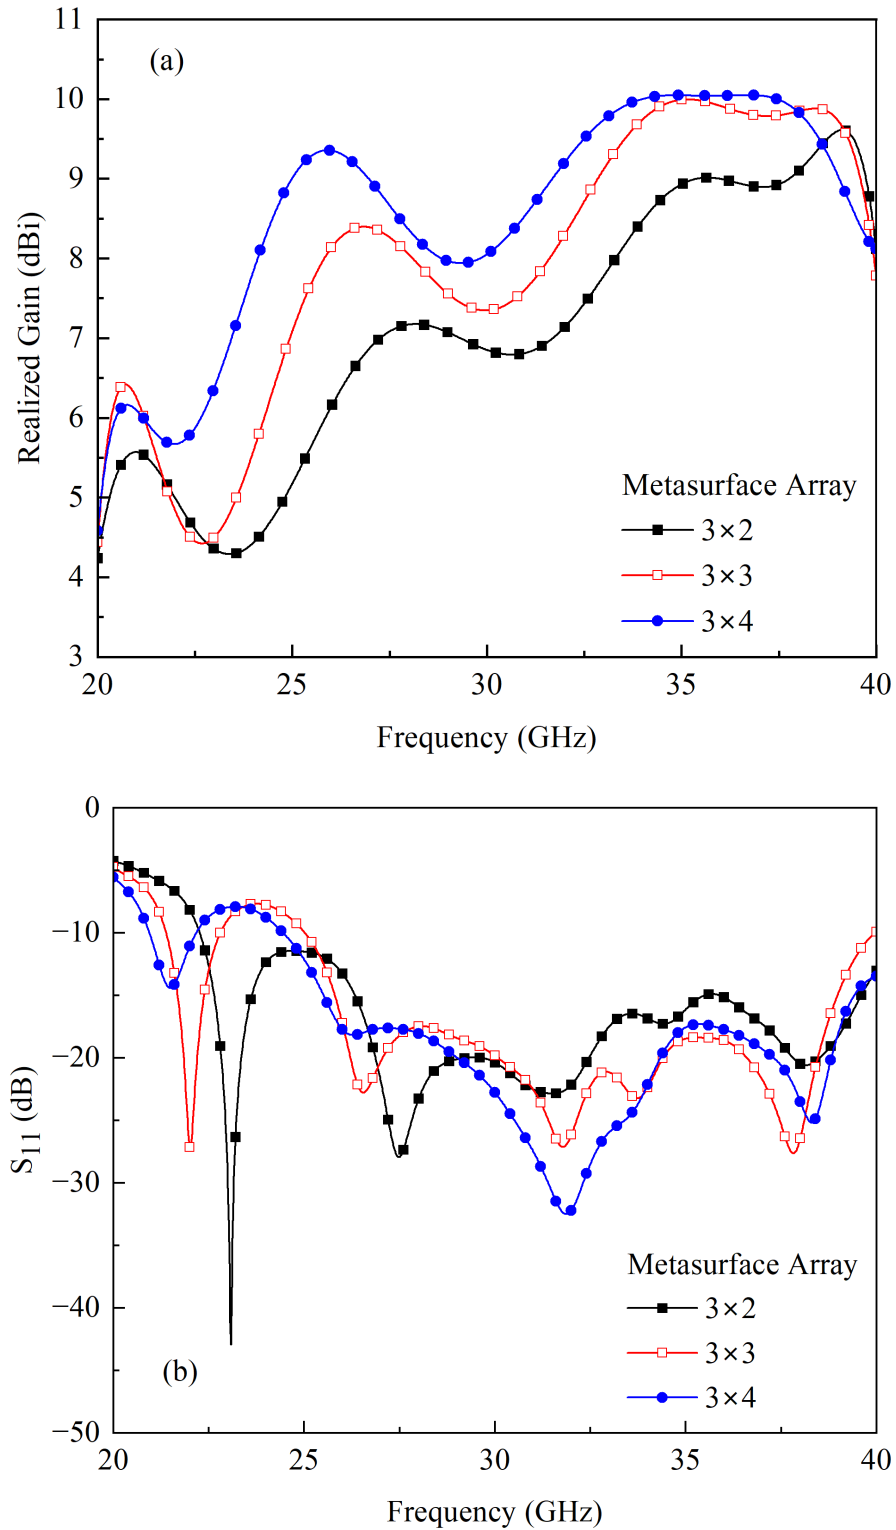 11
(a)
10
9
8
7
6
5
4
3
Realized Gain (dBi)
Metasurface Array
3×2
3×3
3×4
20 25 30 35 40
Frequency (GHz)
0
−10
−20
−30
−40
−50
S11 (dB)
Metasurface Array
3×2
3×3
3×4
(b)
20 25 30 35 40
Frequency (GHz)